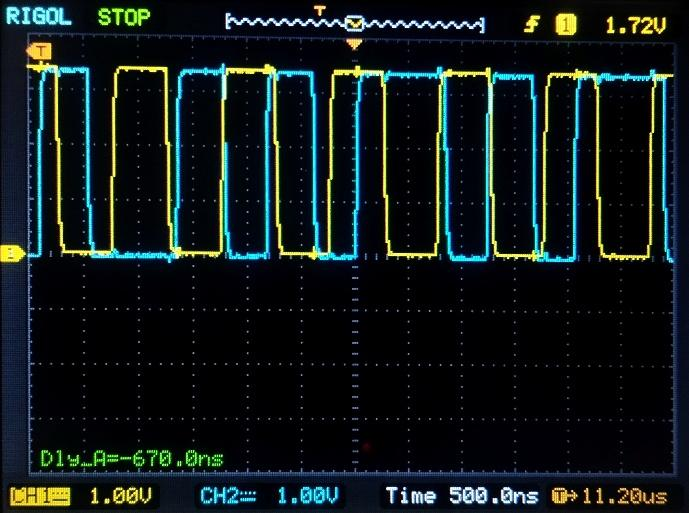 RIGOL STOP T 1 1.72V
T
1
Dly_A=-670.0ns
CH1 1.00V CH2 1.00V Time 500.0ns T→11.20us